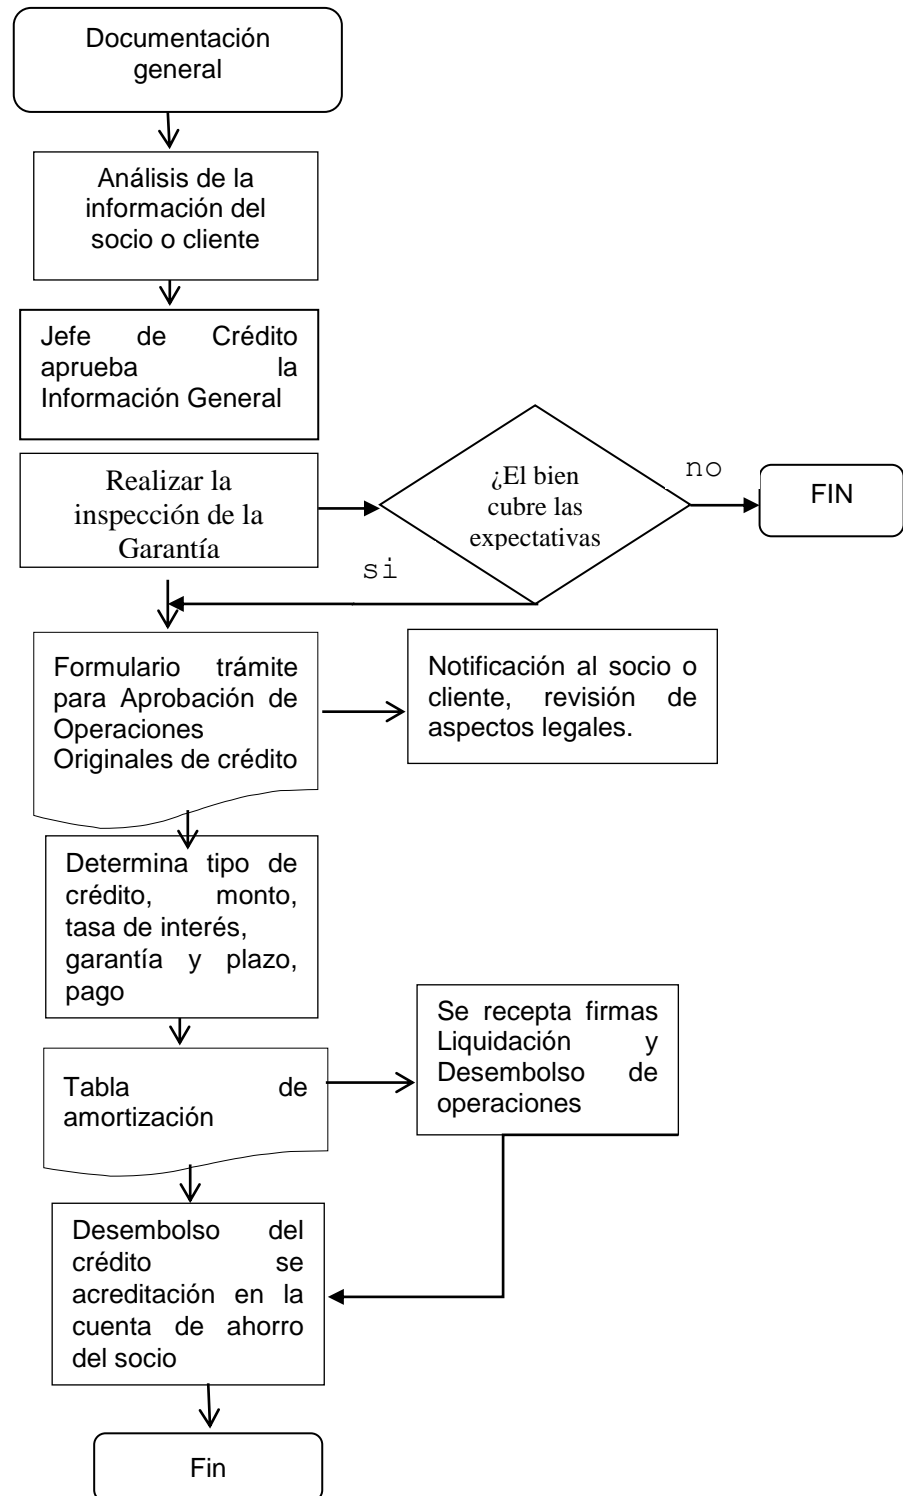 Documentación
general
Análisis de la
información del
socio o cliente
Jefe de Crédito
aprueba la
Información General
Realizar la
inspección de la
Garantía
¿El bien
cubre las
expectativas
no
FIN
si
Formulario trámite
para Aprobación de
Operaciones
Originales de crédito
Notificación al socio o
cliente, revisión de
aspectos legales.
Determina tipo de
crédito, monto,
tasa de interés,
garantía y plazo,
pago
Se recepta firmas
Liquidación y
Desembolso de
operaciones
Tabla de
amortización
Desembolso del
crédito se
acreditación en la
cuenta de ahorro
del socio
Fin